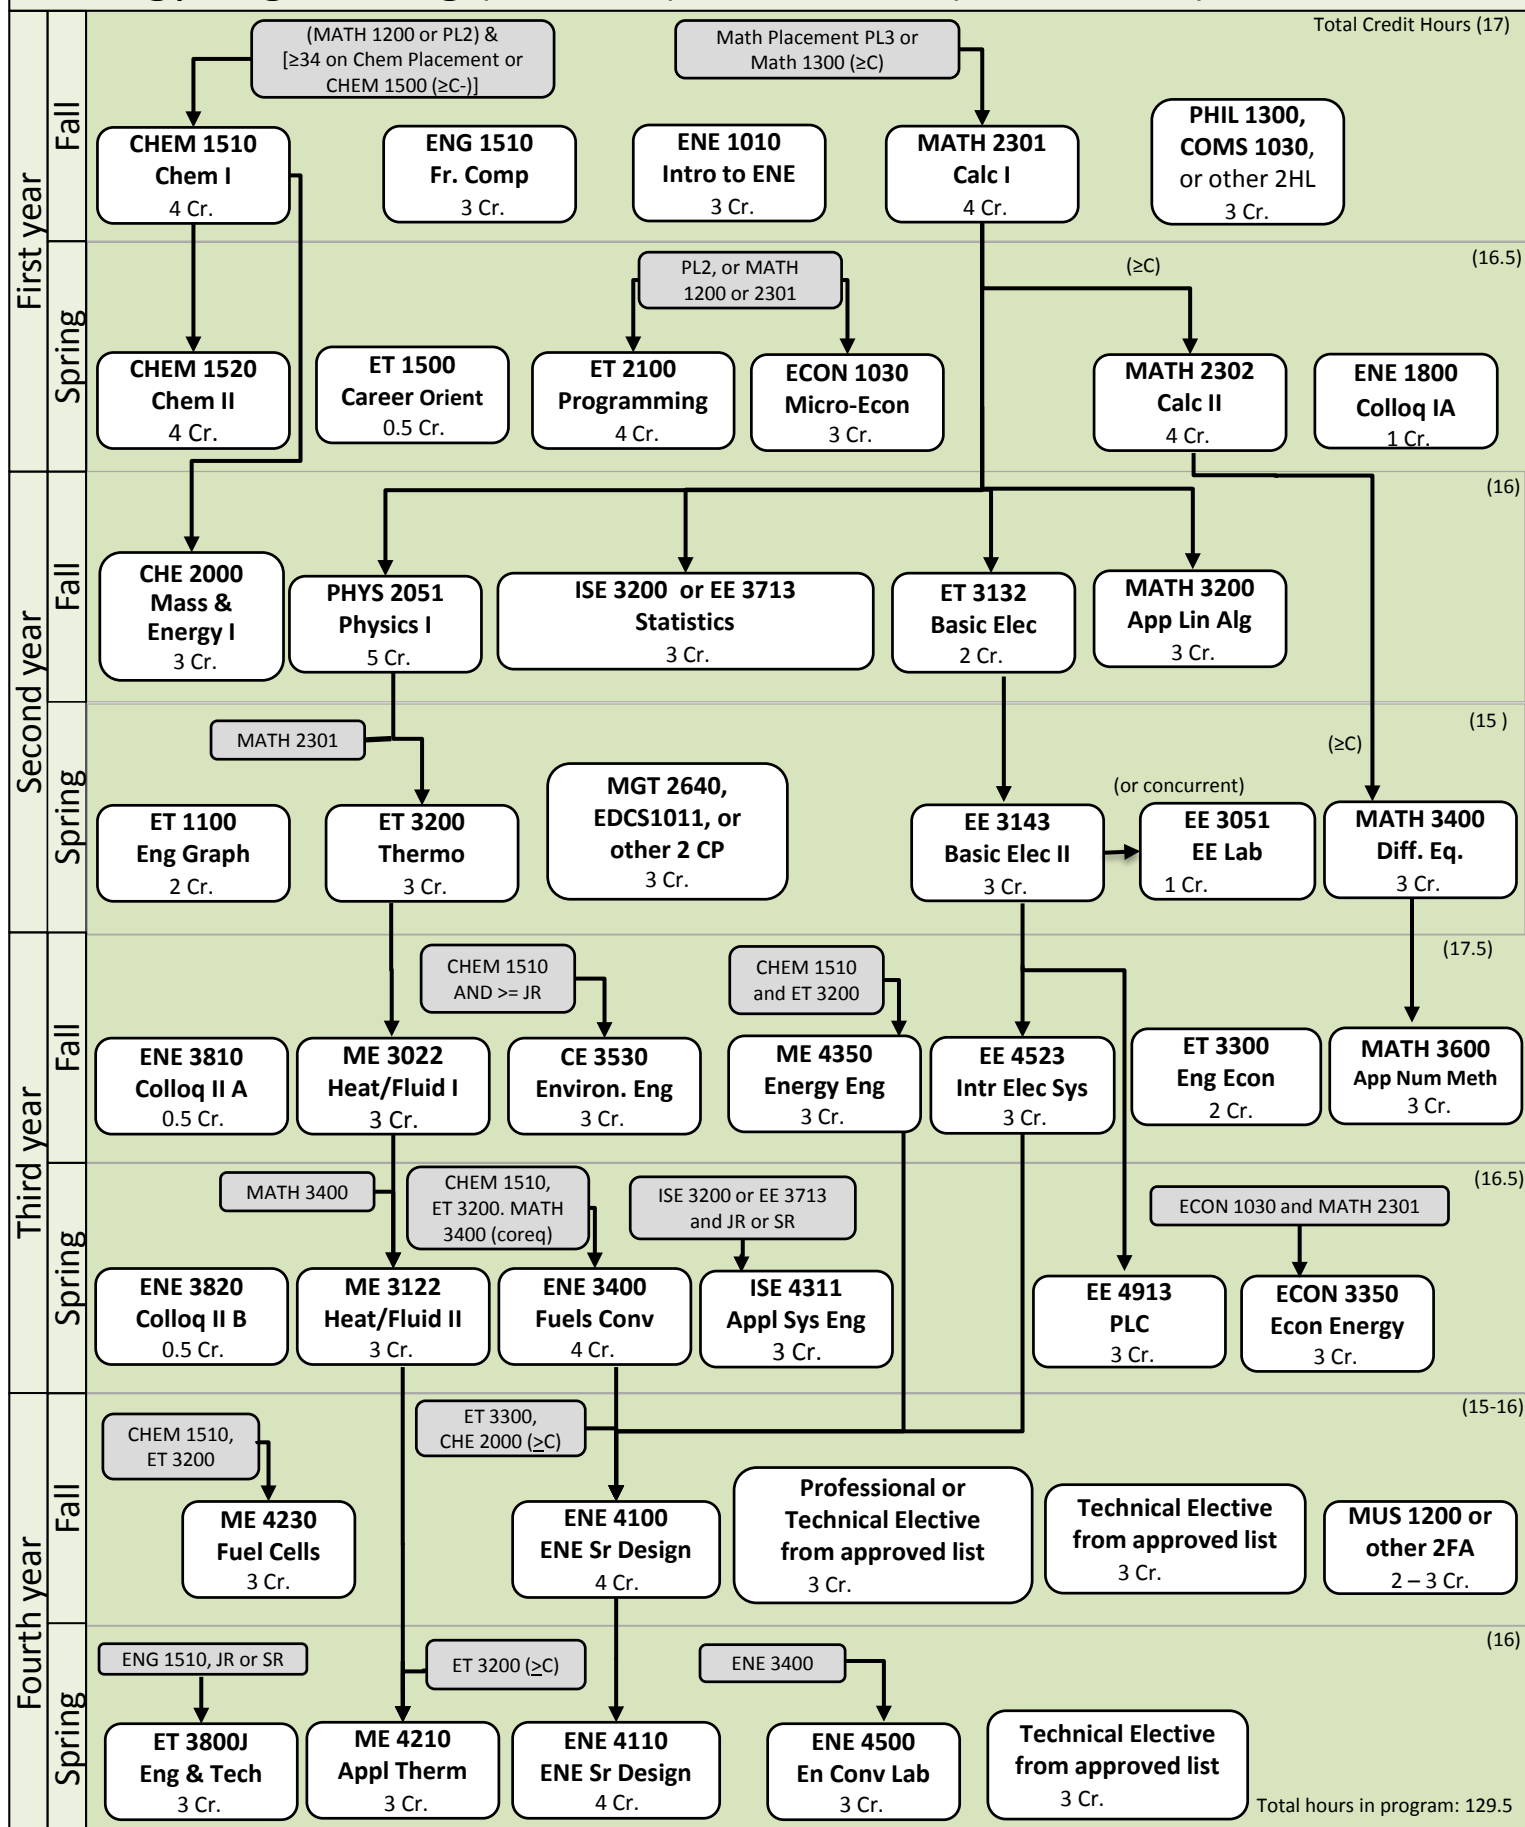 Total Credit Hours (17)
(MATH 1200 or PL2) &
[≥34 on Chem Placement or
CHEM 1500 (≥C-)]
Math Placement PL3 or
Math 1300 (≥C)
First year
Fall
CHEM 1510
Chem I
4 Cr.
ENG 1510
Fr. Comp
3 Cr.
ENE 1010
Intro to ENE
3 Cr.
MATH 2301
Calc I
4 Cr.
PHIL 1300,
COMS 1030,
or other 2HL
3 Cr.
Spring
(16.5)
PL2, or MATH
1200 or 2301
(≥C)
CHEM 1520
Chem II
4 Cr.
ET 1500
Career Orient
0.5 Cr.
ET 2100
Programming
4 Cr.
ECON 1030
Micro-Econ
3 Cr.
MATH 2302
Calc II
4 Cr.
ENE 1800
Colloq IA
1 Cr.
Second year
Fall
(16)
CHE 2000
Mass &
Energy I
3 Cr.
PHYS 2051
Physics I
5 Cr.
ISE 3200 or EE 3713
Statistics
3 Cr.
ET 3132
Basic Elec
2 Cr.
MATH 3200
App Lin Alg
3 Cr.
Spring
(15 )
MATH 2301
(≥C)
(or concurrent)
ET 1100
Eng Graph
2 Cr.
ET 3200
Thermo
3 Cr.
MGT 2640,
EDCS1011, or
other 2 CP
3 Cr.
EE 3143
Basic Elec II
3 Cr.
EE 3051
EE Lab
1 Cr.
MATH 3400
Diff. Eq.
3 Cr.
Third year
Fall
(17.5)
CHEM 1510
AND >= JR
CHEM 1510
and ET 3200
ENE 3810
Colloq II A
0.5 Cr.
ME 3022
Heat/Fluid I
3 Cr.
CE 3530
Environ. Eng
3 Cr.
ME 4350
Energy Eng
3 Cr.
EE 4523
Intr Elec Sys
3 Cr.
ET 3300
Eng Econ
2 Cr.
MATH 3600
App Num Meth
3 Cr.
Spring
(16.5)
MATH 3400
CHEM 1510,
ET 3200. MATH
3400 (coreq)
ISE 3200 or EE 3713
and JR or SR
ECON 1030 and MATH 2301
ENE 3820
Colloq II B
0.5 Cr.
ME 3122
Heat/Fluid II
3 Cr.
ENE 3400
Fuels Conv
4 Cr.
ISE 4311
Appl Sys Eng
3 Cr.
EE 4913
PLC
3 Cr.
ECON 3350
Econ Energy
3 Cr.
Fourth year
Fall
(15-16)
CHEM 1510,
ET 3200
ET 3300,
CHE 2000 (≥C)
ME 4230
Fuel Cells
3 Cr.
ENE 4100
ENE Sr Design
4 Cr.
Professional or
Technical Elective
from approved list
3 Cr.
Technical Elective
from approved list
3 Cr.
MUS 1200 or
other 2FA
2 – 3 Cr.
Spring
(16)
ENG 1510, JR or SR
ET 3200 (≥C)
ENE 3400
ET 3800J
Eng & Tech
3 Cr.
ME 4210
Appl Therm
3 Cr.
ENE 4110
ENE Sr Design
4 Cr.
ENE 4500
En Conv Lab
3 Cr.
Technical Elective
from approved list
3 Cr.
Total hours in program: 129.5